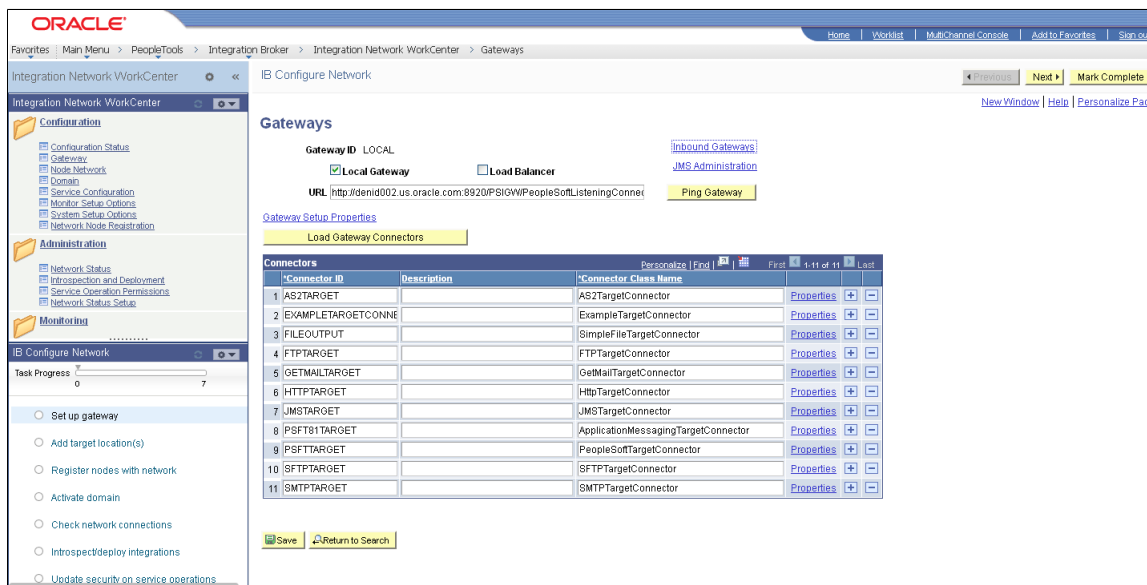 ORACLE
Home | Worklist | MultiChannel Console | Add to Favorites | Sign ou
Favorites | Main Menu > PeopleTools > Integration Broker > Integration Network WorkCenter > Gateways
Integration Network WorkCenter «
Integration Network WorkCenter
Configuration
Configuration Status
Gateway
Node Network
Domain
Service Configuration
Monitor Setup Options
System Setup Options
Network Node Registration
Administration
Network Status
Introspection and Deployment
Service Operation Permissions
Network Status Setup
Monitoring
IB Configure Network
Task Progress
0 7
Set up gateway
Add target location(s)
Register nodes with network
Activate domain
Check network connections
Introspect/deploy integrations
Update security on service operations
IB Configure Network
Previous Next Mark Complete
New Window | Help | Personalize Pag
Gateways
Gateway ID LOCAL
Inbound Gateways
Local Gateway Load Balancer
JMS Administration
URL http://denid002.us.oracle.com:8920/PSIGW/PeopleSoftListeningConnec
Ping Gateway
Gateway Setup Properties
Load Gateway Connectors
Connectors Personalize | Find | First 1-11 of 11 Last
*Connector ID Description *Connector Class Name
1 AS2TARGET AS2TargetConnector Properties + −
2 EXAMPLETARGETCONNE ExampleTargetConnector Properties + −
3 FILEOUTPUT SimpleFileTargetConnector Properties + −
4 FTPTARGET FTPTargetConnector Properties + −
5 GETMAILTARGET GetMailTargetConnector Properties + −
6 HTTPTARGET HttpTargetConnector Properties + −
7 JMSTARGET JMSTargetConnector Properties + −
8 PSFT81TARGET ApplicationMessagingTargetConnector Properties + −
9 PSFTTARGET PeopleSoftTargetConnector Properties + −
10 SFTPTARGET SFTPTargetConnector Properties + −
11 SMTPTARGET SMTPTargetConnector Properties + −
Save Return to Search